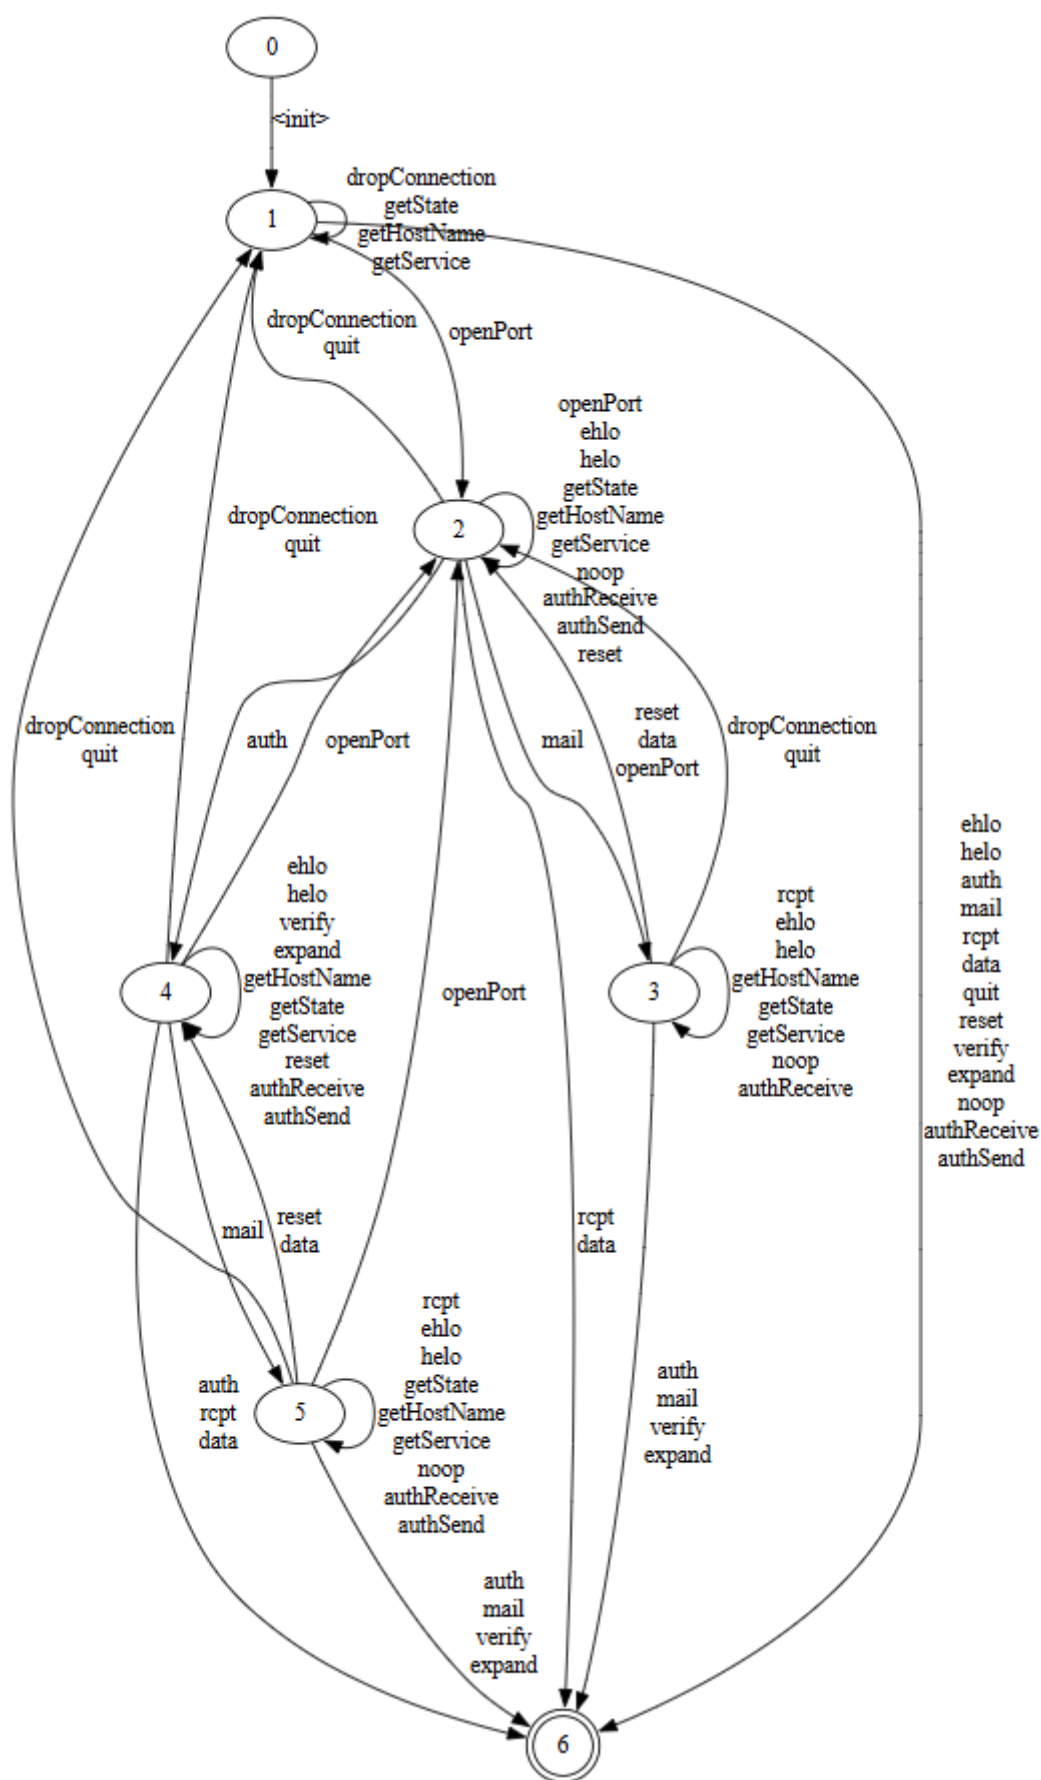 0
<init>
dropConnection
getState
getHostName
getService
1
dropConnection
quit
openPort
openPort
ehlo
helo
getState
getHostName
getService
noop
authReceive
authSend
reset
2
dropConnection
quit
dropConnection
quit
auth
openPort
mail
reset
data
openPort
dropConnection
quit
ehlo
helo
auth
mail
rcpt
data
quit
reset
verify
expand
noop
authReceive
authSend
ehlo
helo
verify
expand
getHostName
getState
getService
reset
authReceive
authSend
4
openPort
3
rcpt
ehlo
helo
getHostName
getState
getService
noop
authReceive
mail
reset
data
rcpt
data
auth
rcpt
data
5
rcpt
ehlo
helo
getState
getHostName
getService
noop
authReceive
authSend
auth
mail
verify
expand
auth
mail
verify
expand
6